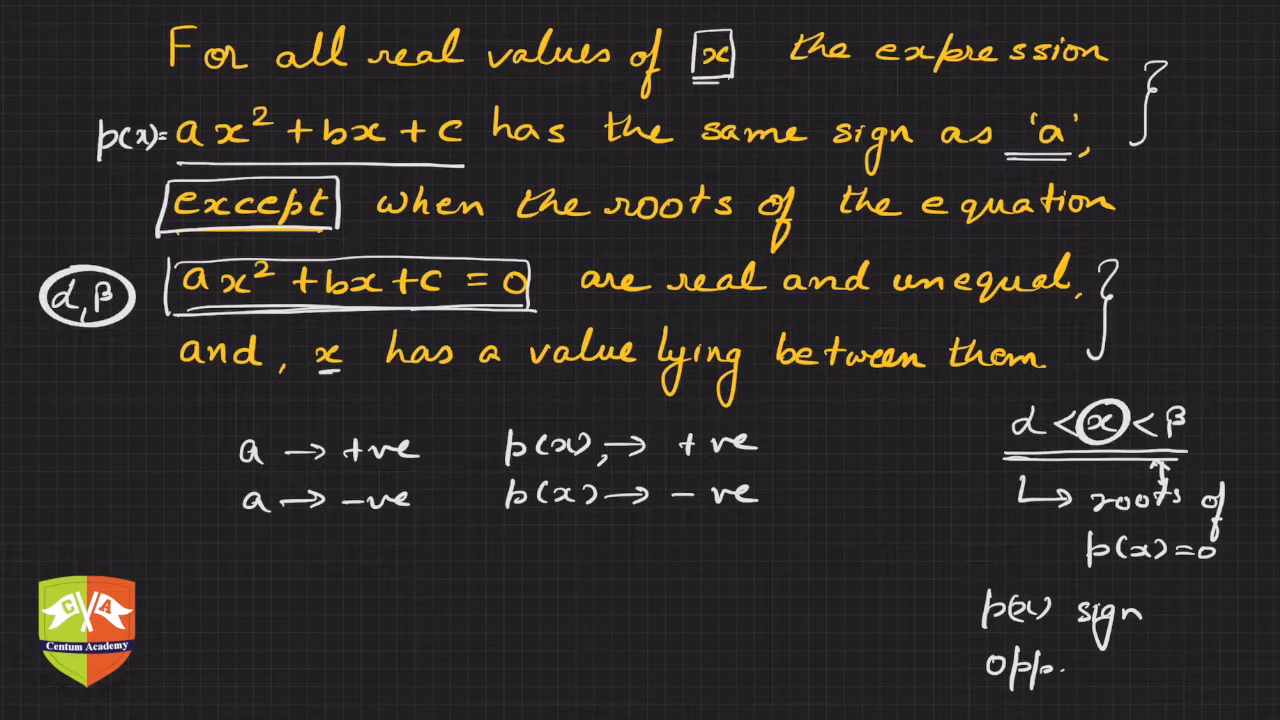 For all real values of x the expression
p(x)= ax² + bx + c has the same sign as 'a',
except when the roots of the equation
α, β ax² + bx + c = 0 are real and unequal,
and, x has a value lying between them.
a → +ve p(x), → + ve
a → -ve p(x) → - ve
α < x < β
↳ roots of
p(x) = 0
p(x) sign
opp.
C A
Centum Academy